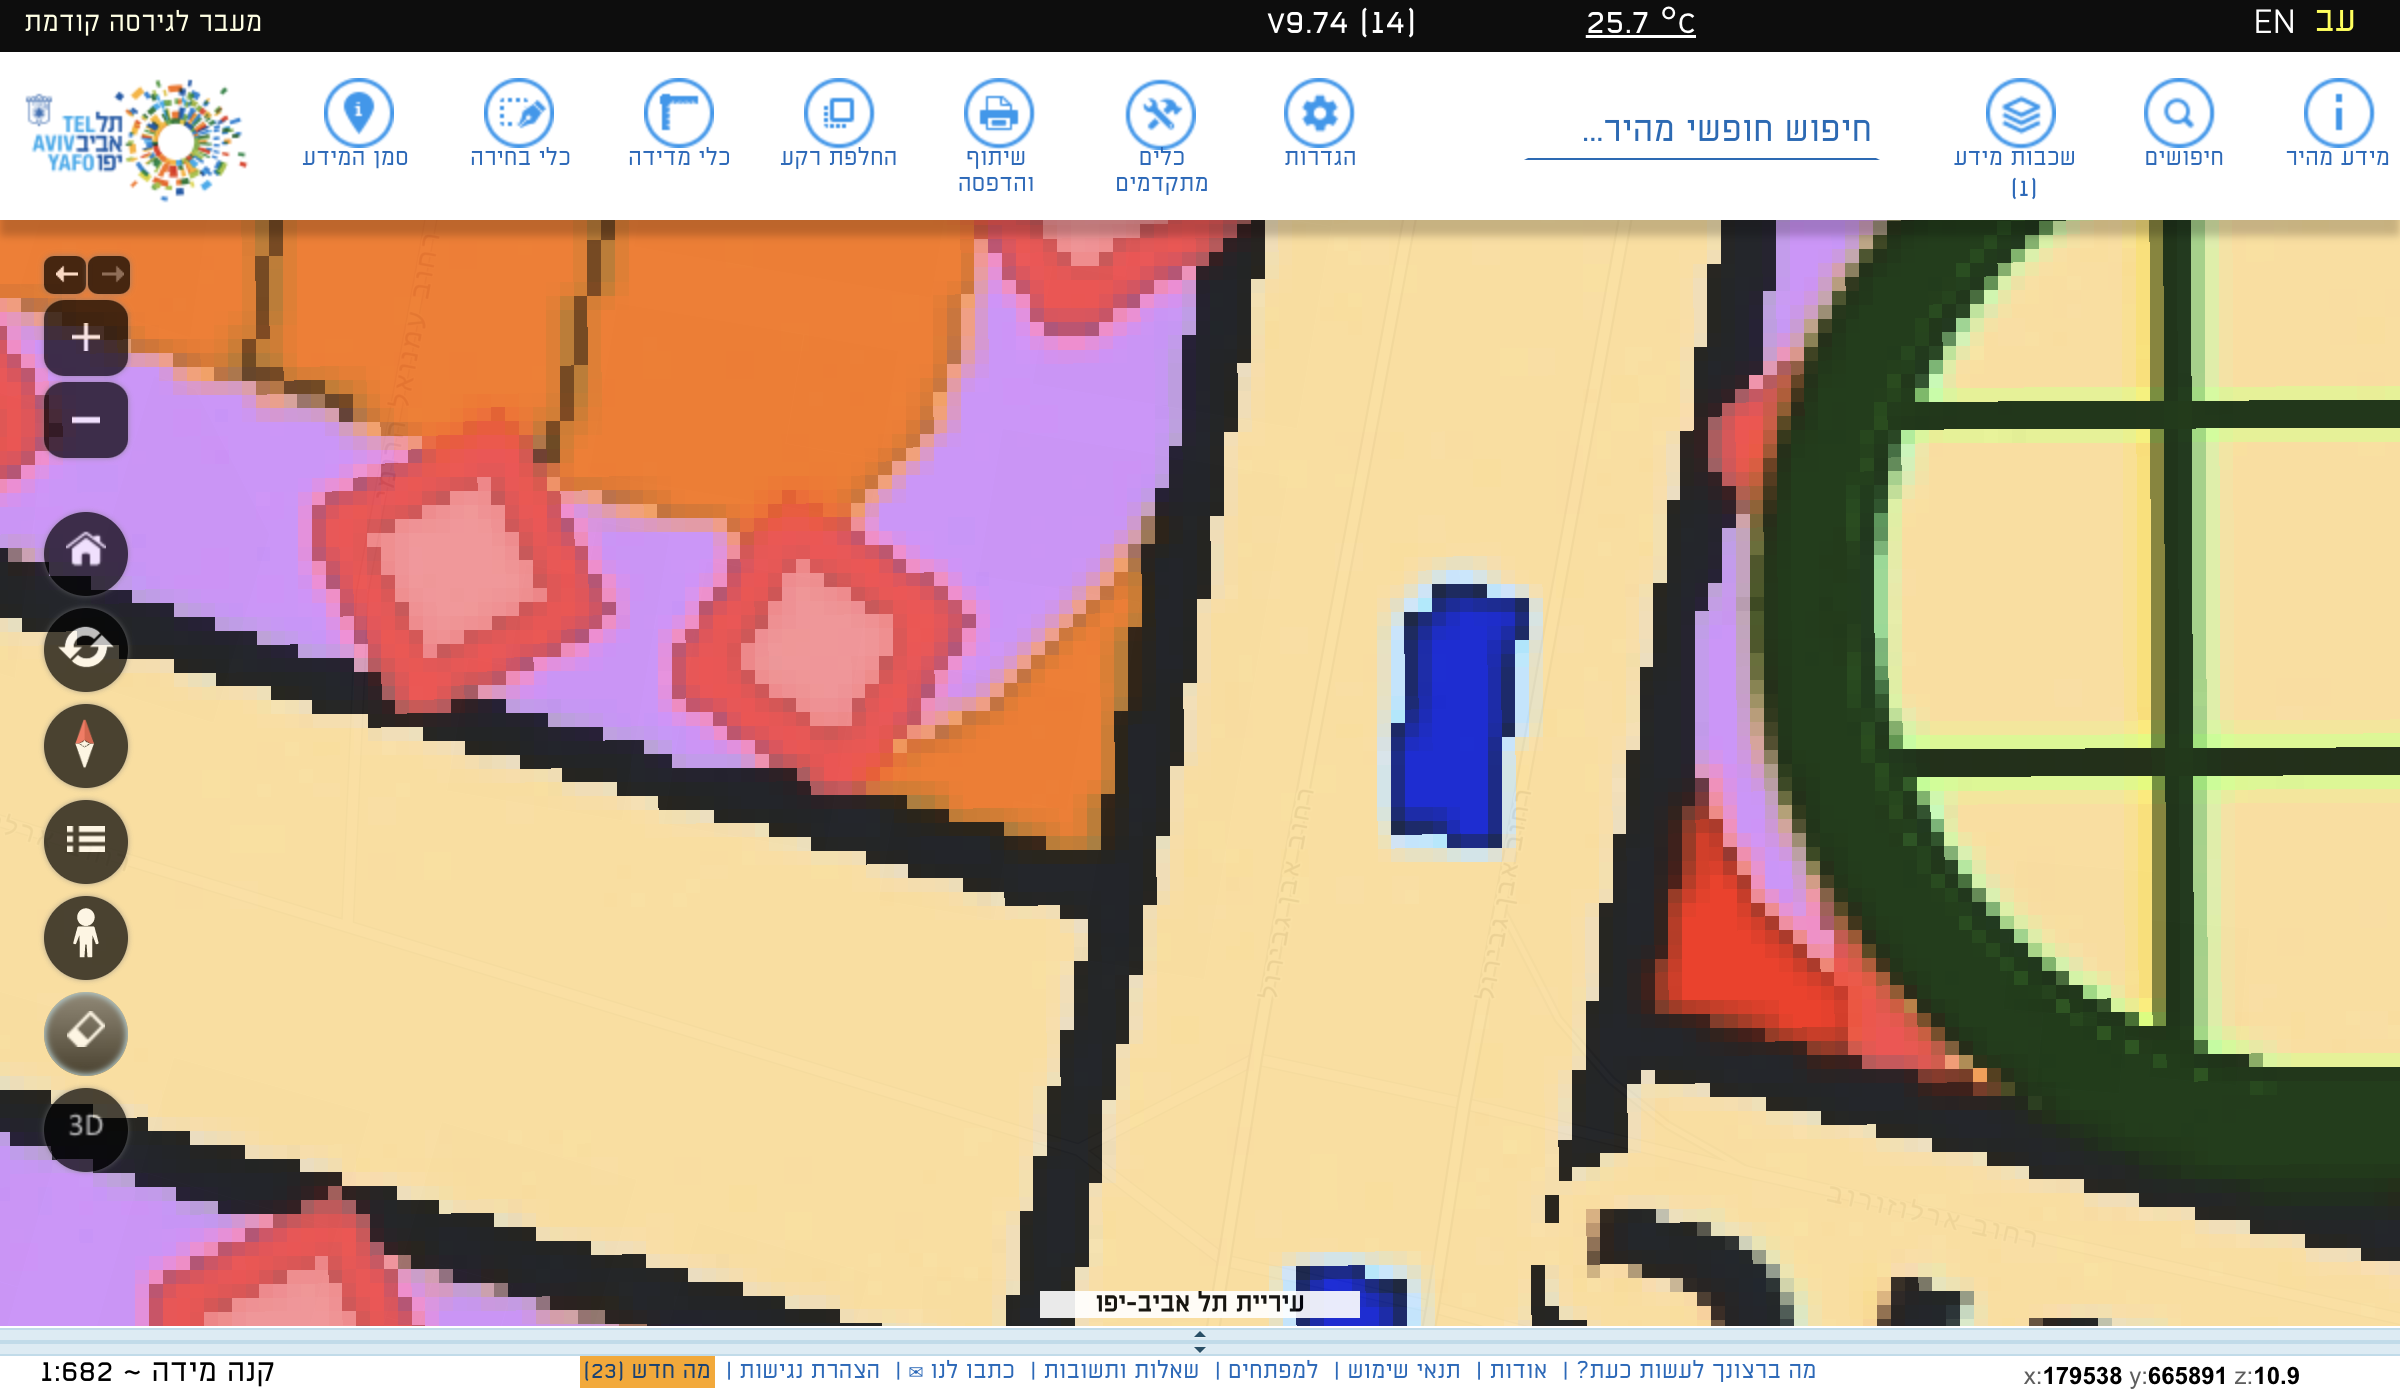 מעבר לגירסה קודמת
V9.74 (14)
25.7 °C
EN עב
TEL תל
AVIV אביב
YAFO יפו
סמן המידע
כלי בחירה
כלי מדידה
החלפת רקע
שיתוף
והדפסה
כלים
מתקדמים
הגדרות
חיפוש חופשי מהיר...
שכבות מידע
(1)
חיפושים
מידע מהיר
רחוב אבן גבירול
רחוב אבן גבירול
רחוב ארלוזורוב
3D
עיריית תל אביב-יפו
קנה מידה ~ 1:682
מה ברצונך לעשות כעת? | אודות | תנאי שימוש | למפתחים | שאלות ותשובות | כתבו לנו ✉ | הצהרת נגישות | מה חדש (23)
x:179538 y:665891 z:10.9